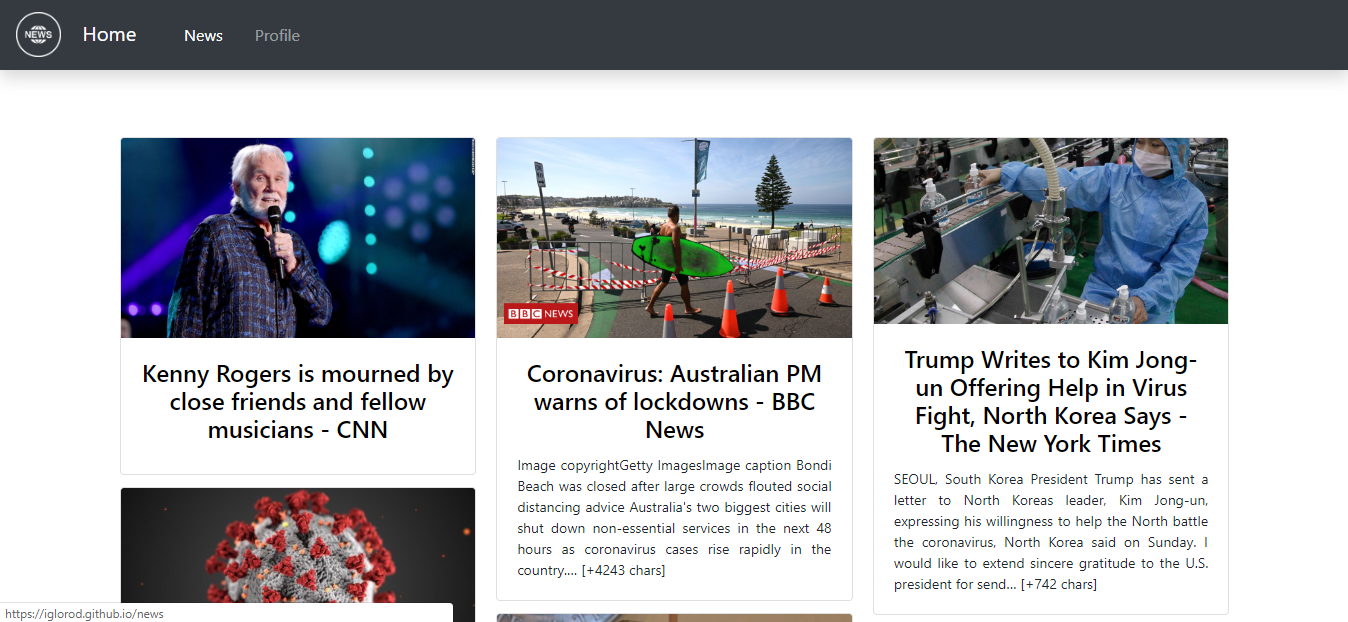 NEWS
Home
News
Profile
Kenny Rogers is mourned by
close friends and fellow
musicians - CNN
BBC NEWS
Coronavirus: Australian PM
warns of lockdowns - BBC
News
Image copyrightGetty ImagesImage caption Bondi
Beach was closed after large crowds flouted social
distancing advice Australia's two biggest cities will
shut down non-essential services in the next 48
hours as coronavirus cases rise rapidly in the
country.... [+4243 chars]
Trump Writes to Kim Jong-
un Offering Help in Virus
Fight, North Korea Says -
The New York Times
SEOUL, South Korea President Trump has sent a
letter to North Koreas leader, Kim Jong-un,
expressing his willingness to help the North battle
the coronavirus, North Korea said on Sunday. I
would like to extend sincere gratitude to the U.S.
president for send... [+742 chars]
https://iglorod.github.io/news